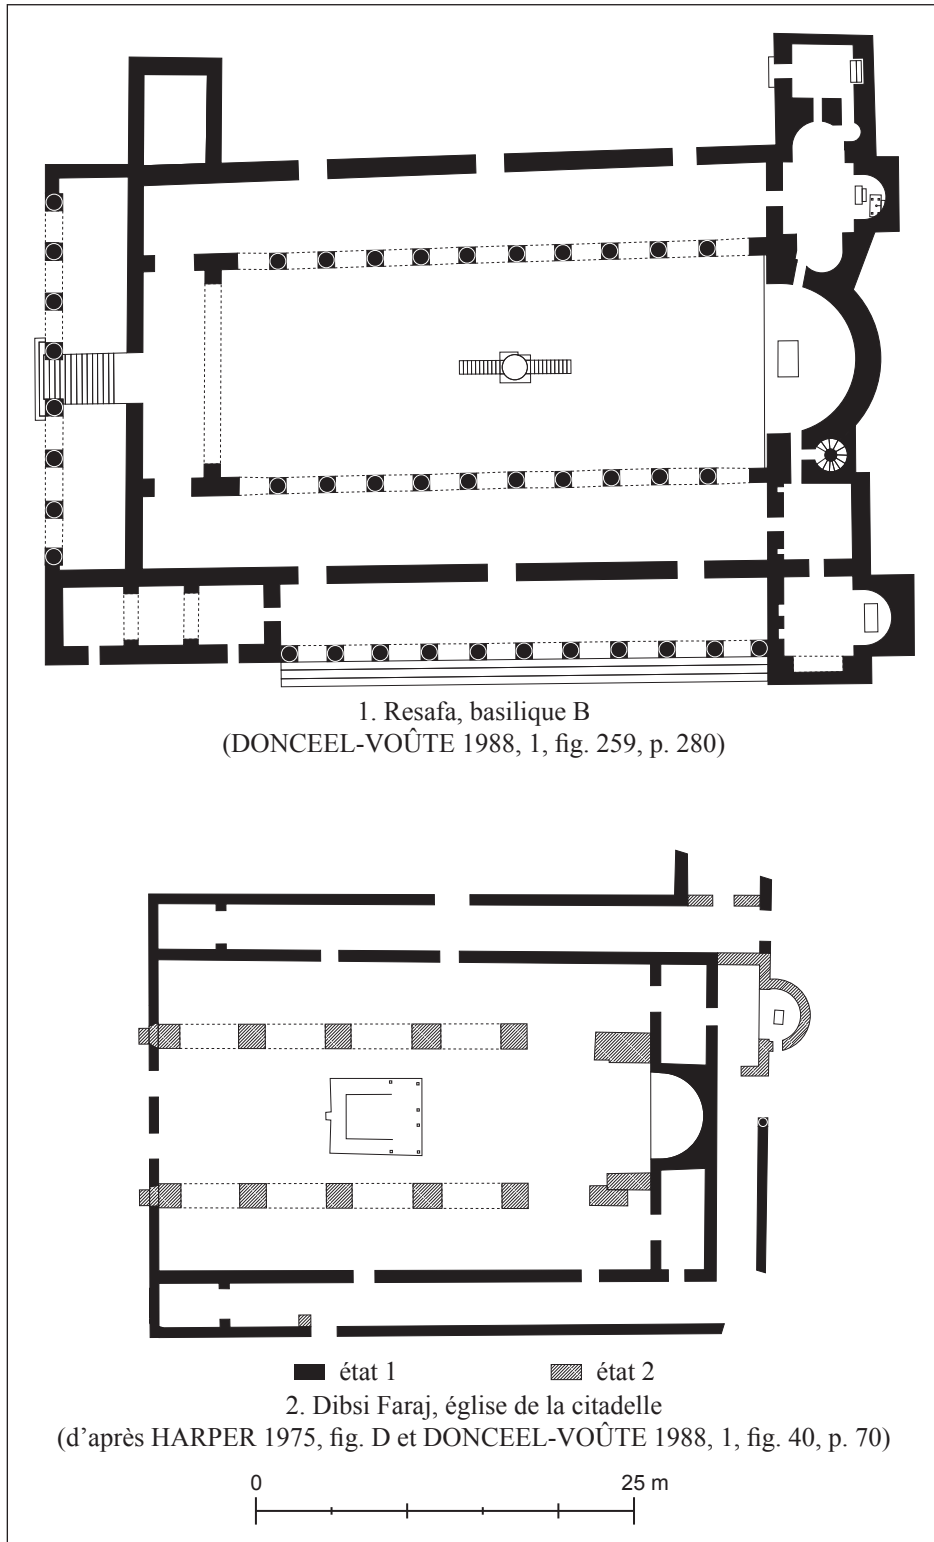 1. Resafa, basilique B
(DONCEEL-VOÛTE 1988, 1, fig. 259, p. 280)
état 1 état 2
2. Dibsi Faraj, église de la citadelle
(d’après HARPER 1975, fig. D et DONCEEL-VOÛTE 1988, 1, fig. 40, p. 70)
0 25 m